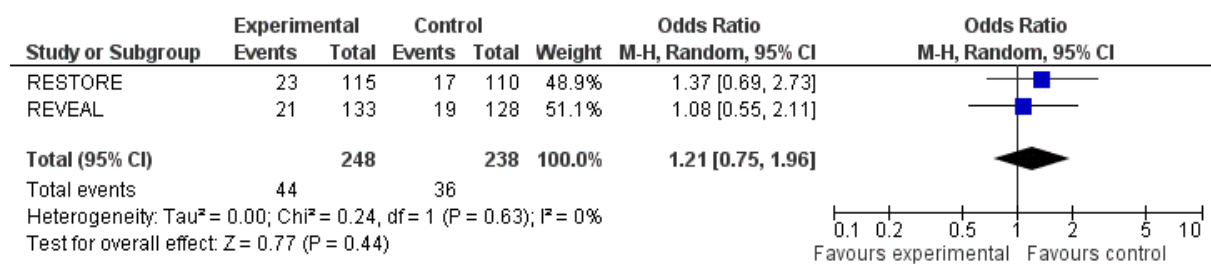 Experimental Control Odds Ratio Odds Ratio
Study or Subgroup Events Total Events Total Weight M-H, Random, 95% CI M-H, Random, 95% CI
RESTORE 23 115 17 110 48.9% 1.37 [0.69, 2.73]
REVEAL 21 133 19 128 51.1% 1.08 [0.55, 2.11]
Total (95% CI) 248 238 100.0% 1.21 [0.75, 1.96]
Total events 44 36
Heterogeneity: Tau² = 0.00; Chi² = 0.24, df = 1 (P = 0.63); I² = 0%
Test for overall effect: Z = 0.77 (P = 0.44)
0.1 0.2 0.5 1 2 5 10
Favours experimental Favours control